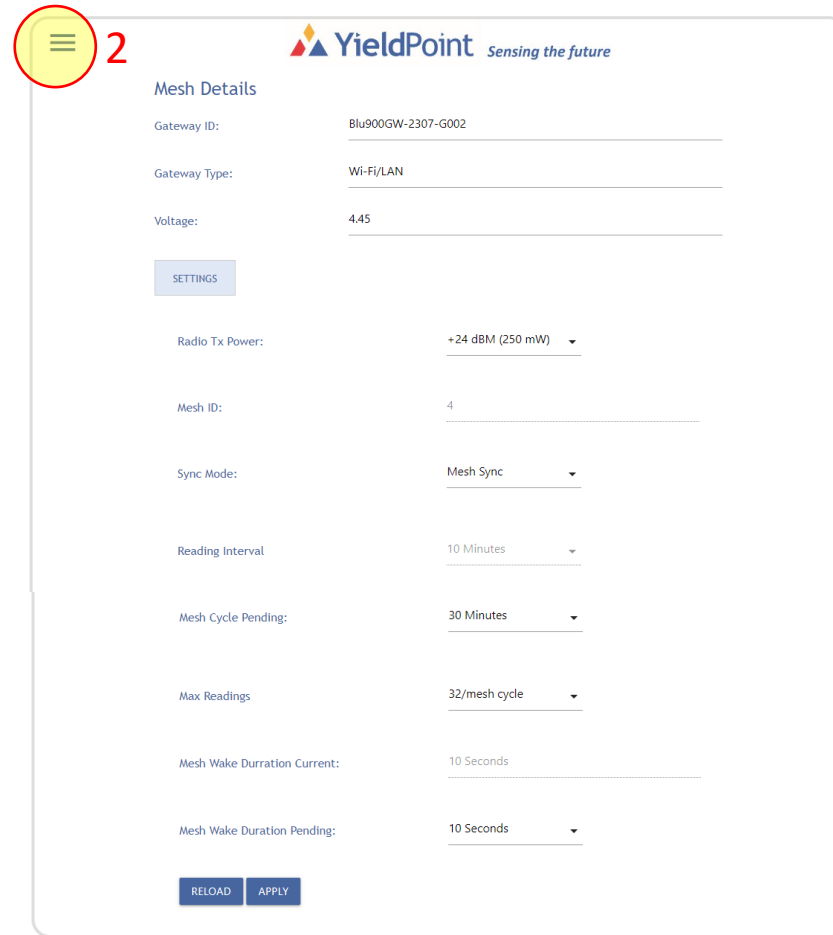 2
YieldPoint Sensing the future
Mesh Details
Gateway ID: Blu900GW-2307-G002
Gateway Type: Wi-Fi/LAN
Voltage: 4.45
SETTINGS
Radio Tx Power: +24 dBM (250 mW)
Mesh ID: 4
Sync Mode: Mesh Sync
Reading Interval 10 Minutes
Mesh Cycle Pending: 30 Minutes
Max Readings 32/mesh cycle
Mesh Wake Durration Current: 10 Seconds
Mesh Wake Duration Pending: 10 Seconds
RELOAD APPLY